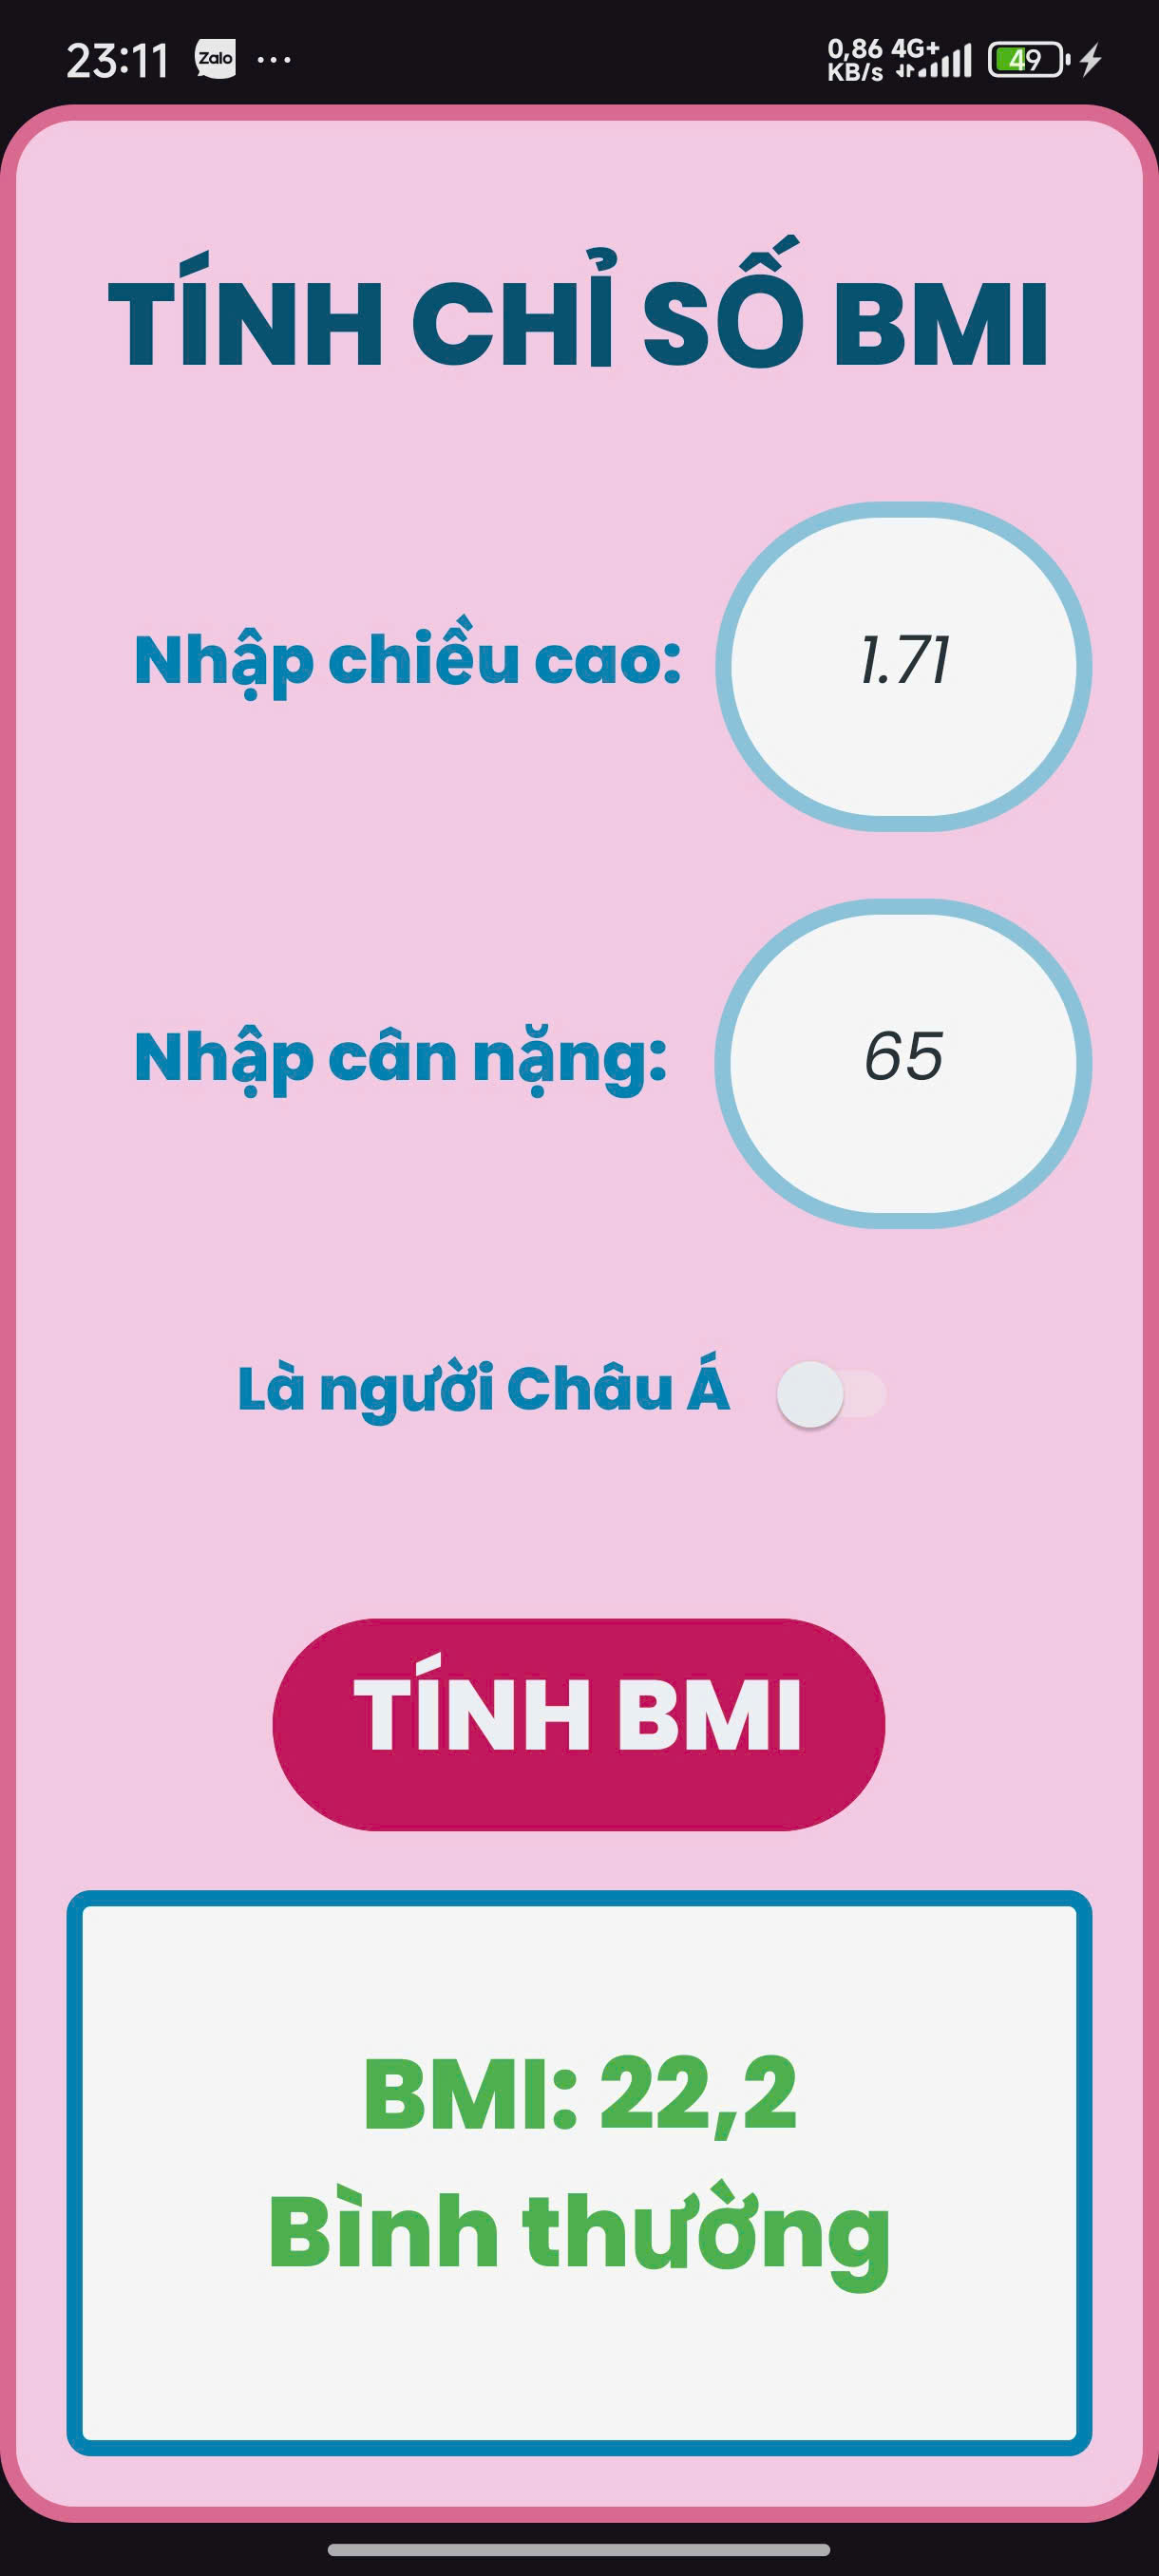 23:11 Zalo ... 0,86 KB/s 4G+ 49
TÍNH CHỈ SỐ BMI
Nhập chiều cao: 1.71
Nhập cân nặng: 65
Là người Châu Á
TÍNH BMI
BMI: 22,2
Bình thường